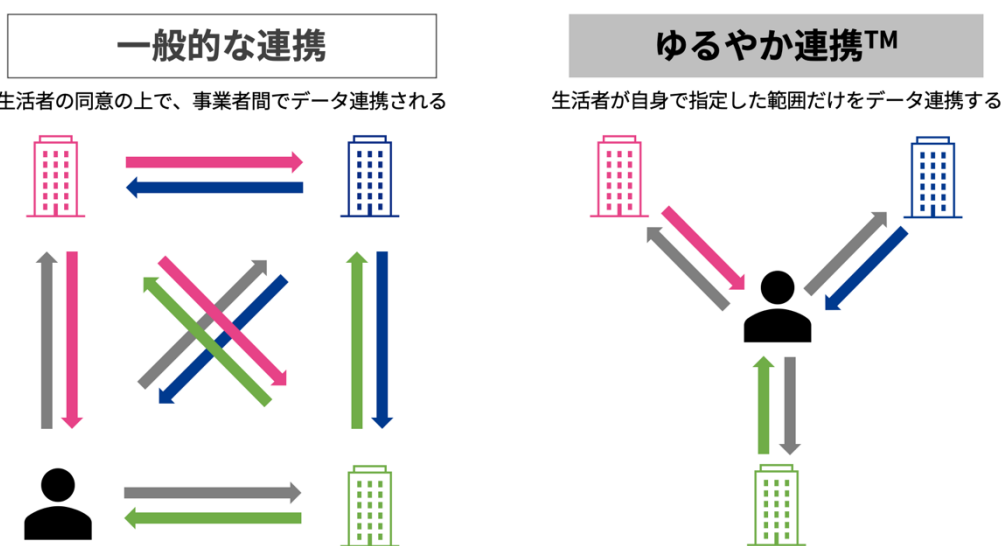 一般的な連携
生活者の同意の上で、事業者間でデータ連携される
ゆるやか連携™
生活者が自身で指定した範囲だけをデータ連携する